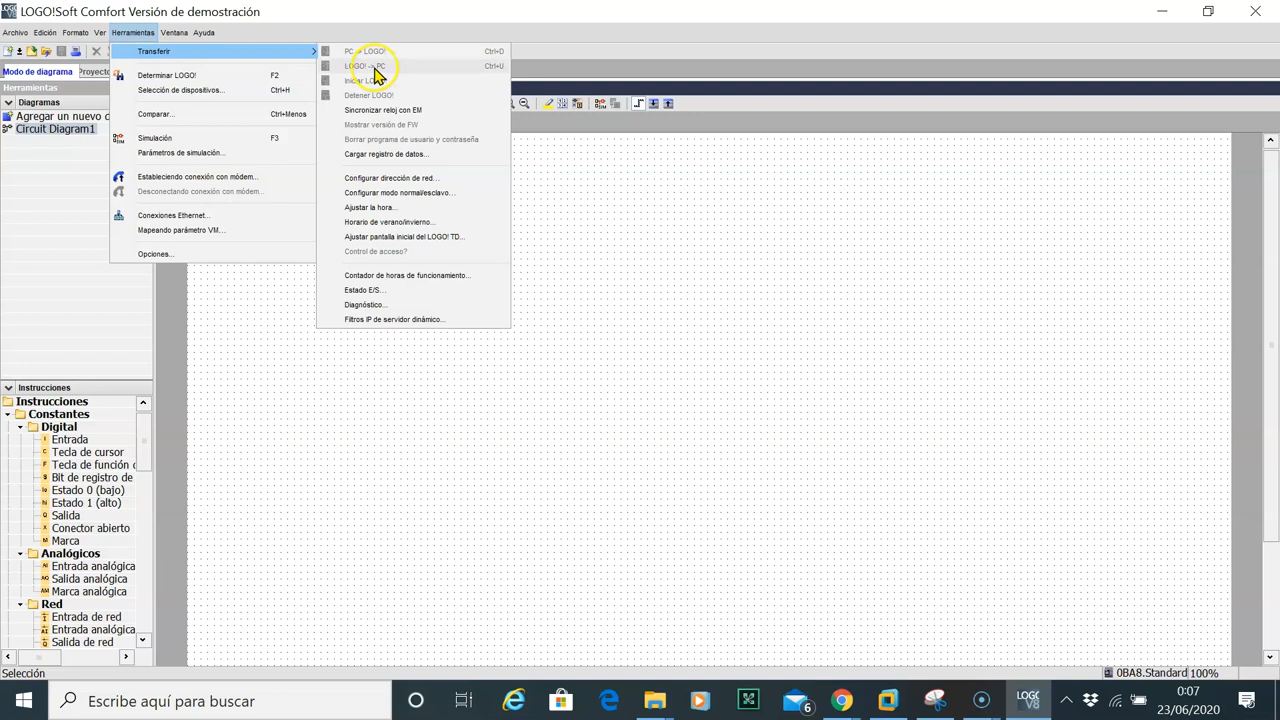 LOGO!Soft Comfort Versión de demostración
Archivo Edición Formato Ver Herramientas Ventana Ayuda
Modo de diagrama Proyecto
Herramientas
Diagramas
Agregar un nuevo d
Circuit Diagram1
Transferir
Determinar LOGO! F2
Selección de dispositivos... Ctrl+H
Comparar... Ctrl+Menos
Simulación F3
Parámetros de simulación...
Estableciendo conexión con módem...
Desconectando conexión con módem...
Conexiones Ethernet...
Mapeando parámetro VM...
Opciones...
PC -> LOGO! Ctrl+D
LOGO! -> PC Ctrl+U
Iniciar LO
Detener LOGO!
Sincronizar reloj con EM
Mostrar versión de FW
Borrar programa de usuario y contraseña
Cargar registro de datos...
Configurar dirección de red...
Configurar modo normal/esclavo...
Ajustar la hora...
Horario de verano/invierno...
Ajustar pantalla inicial del LOGO! TD...
Control de acceso?
Contador de horas de funcionamiento...
Estado E/S...
Diagnóstico...
Filtros IP de servidor dinámico...
Instrucciones
Instrucciones
Constantes
Digital
Entrada
Tecla de cursor
Tecla de función d
Bit de registro de
Estado 0 (bajo)
Estado 1 (alto)
Salida
Conector abierto
Marca
Analógicos
Entrada analógica
Salida analógica
Marca analógica
Red
Entrada de red
Entrada analógica
Salida de red
Selección
0BA8.Standard 100%
Escribe aquí para buscar
6
0:07
23/06/2020